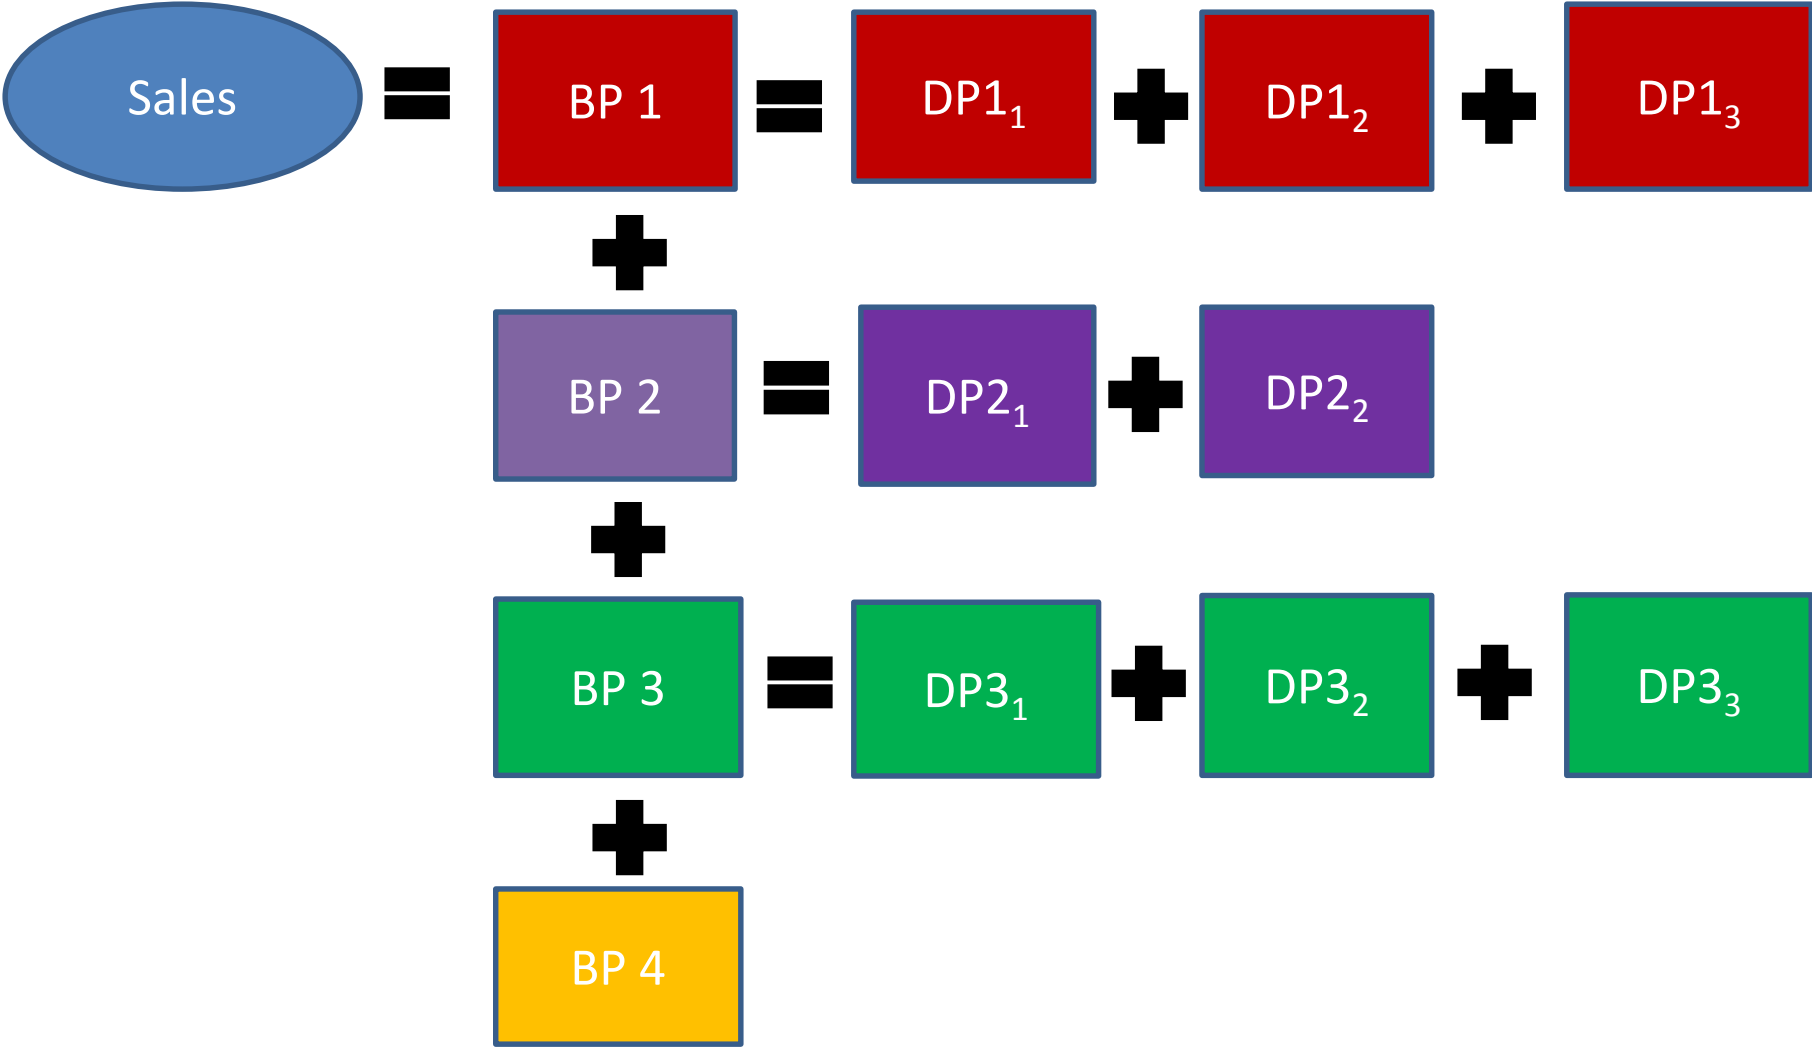 Sales = BP 1 = DP1₁ + DP1₂ + DP1₃
+
BP 2 = DP2₁ + DP2₂
+
BP 3 = DP3₁ + DP3₂ + DP3₃
+
BP 4